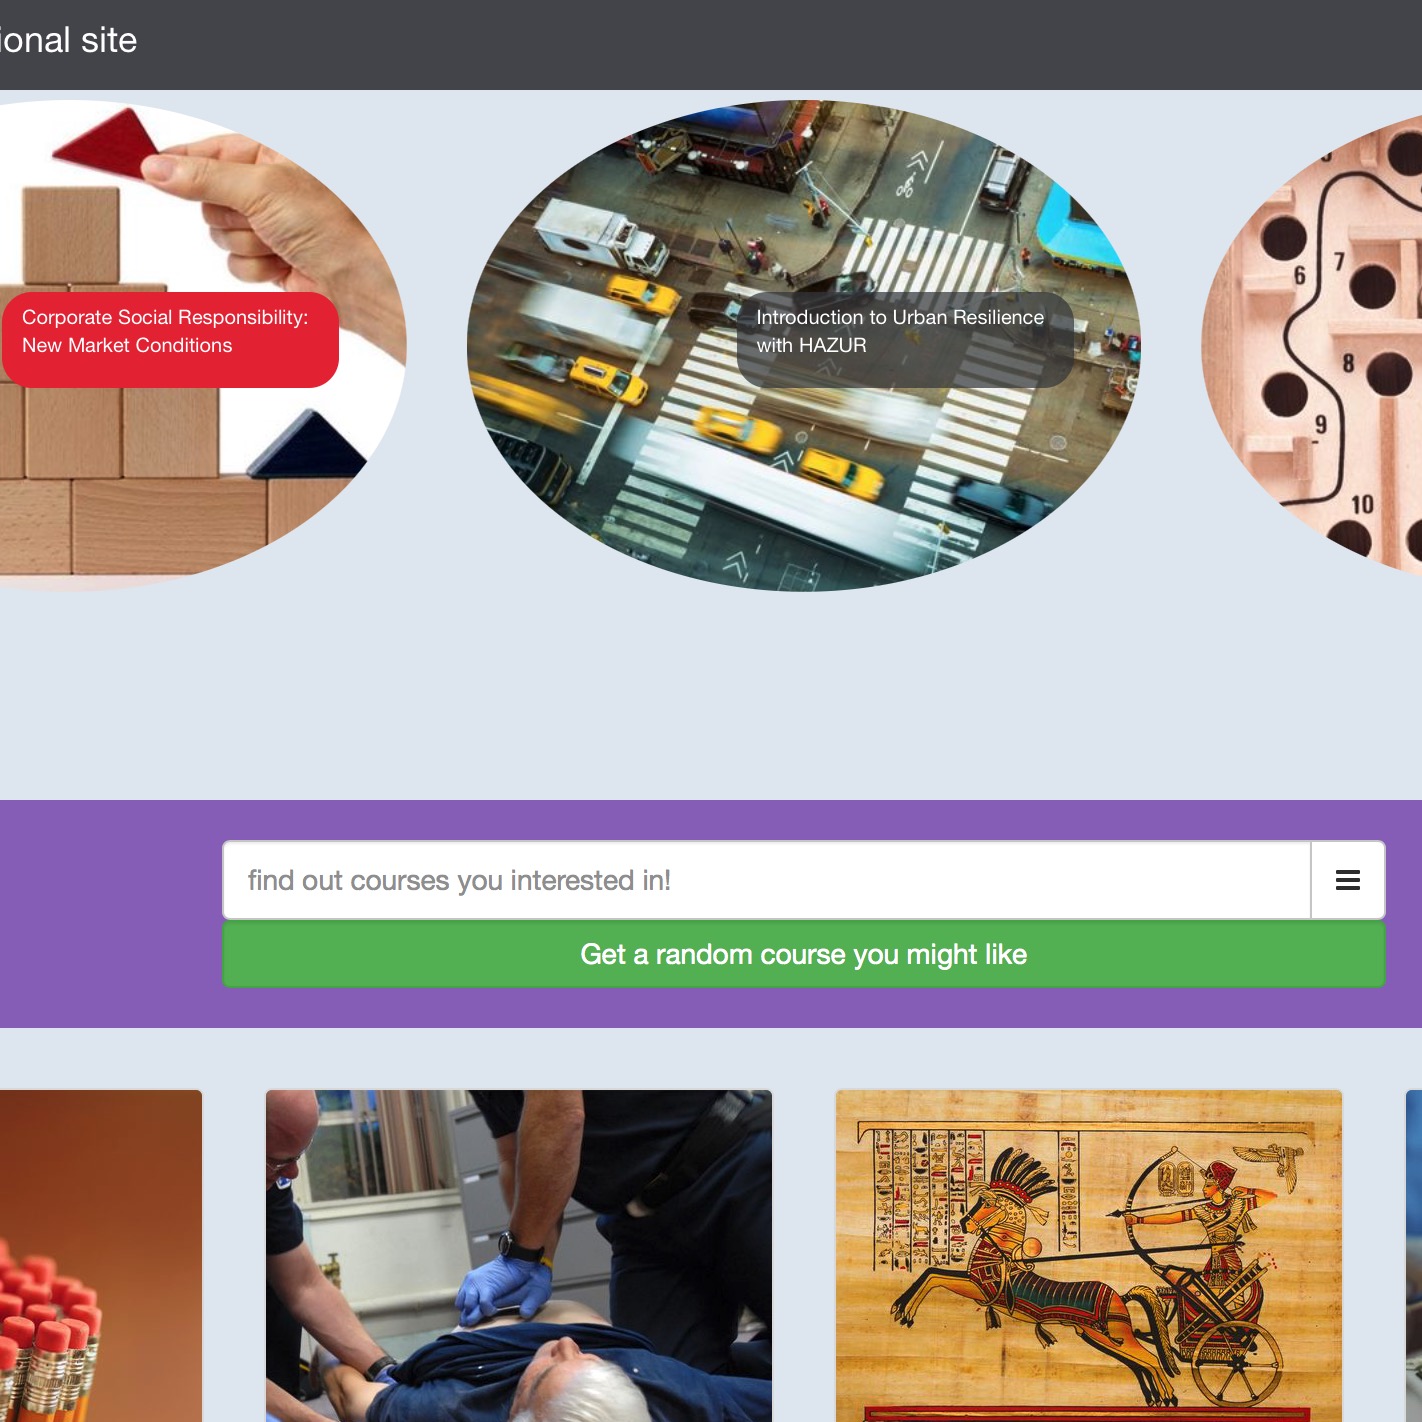 ional site
Corporate Social Responsibility:
New Market Conditions
Introduction to Urban Resilience
with HAZUR
6
7
8
9
10
find out courses you interested in!
Get a random course you might like